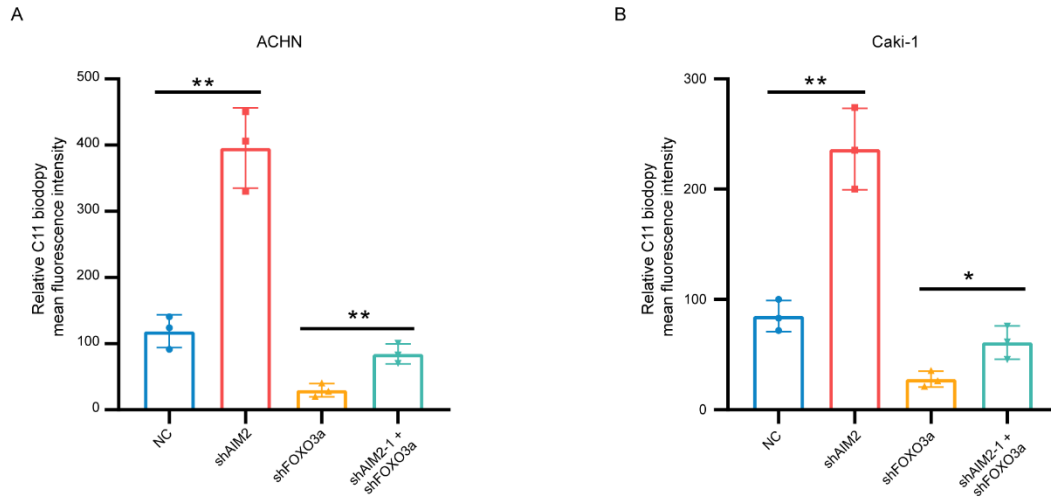 A
ACHN
Relative C11 biodopy
mean fluorescence intensity
500
400
300
200
100
0
**
**
NC
shAIM2
shFOXO3a
shAIM2-1 +
shFOXO3a
B
Caki-1
Relative C11 biodopy
mean fluorescence intensity
300
200
100
0
**
*
NC
shAIM2
shFOXO3a
shAIM2-1 +
shFOXO3a